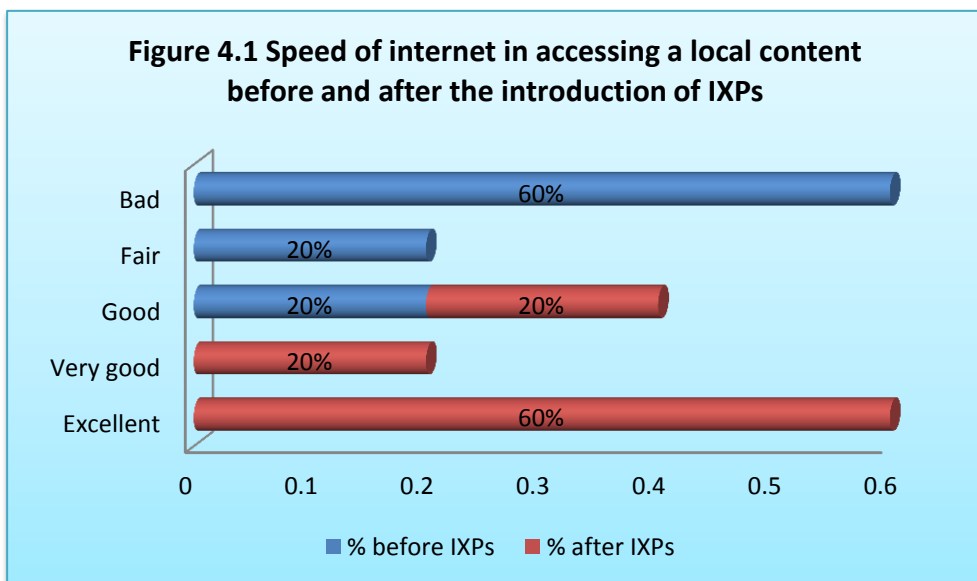 Figure 4.1 Speed of internet in accessing a local content
before and after the introduction of IXPs
Bad
60%
Fair
20%
Good
20% 20%
Very good
20%
Excellent
60%
0 0.1 0.2 0.3 0.4 0.5 0.6
% before IXPs % after IXPs